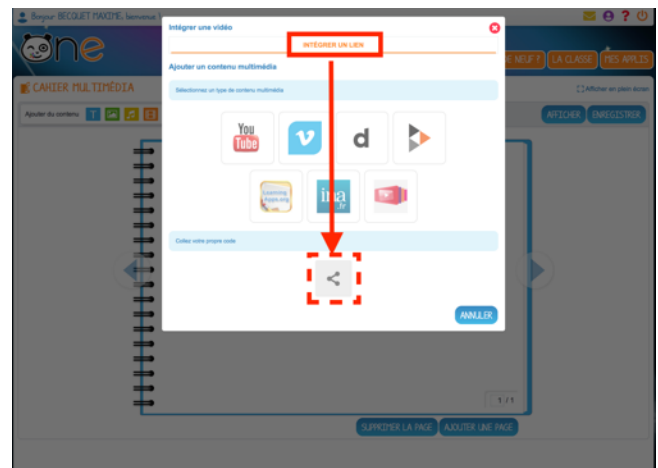 Bonjour BECQUET MAXIME, bienvenue !
one
DE NEUF ? LA CLASSE MES APPLIS
CAHIER MULTIMÉDIA
Afficher en plein écran
Ajouter du contenu T
AFFICHER ENREGISTRER
Intégrer une vidéo
INTÉGRER UN LIEN
Ajouter un contenu multimédia
Sélectionnez un type de contenu multimédia
You Tube
d
Learning Apps.org
ina.fr
Collez votre propre code
ANNULER
1 / 1
SUPPRIMER LA PAGE AJOUTER UNE PAGE